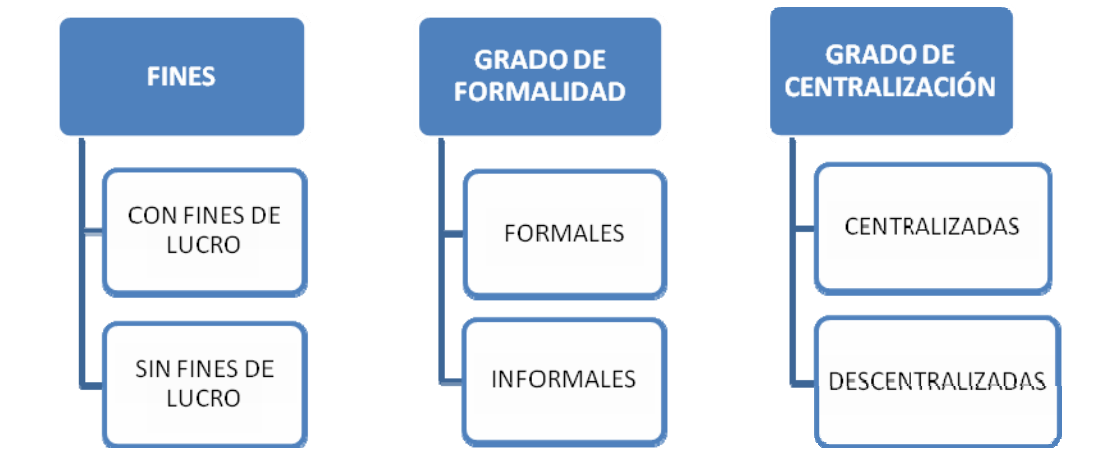 FINES
CON FINES DE
LUCRO
SIN FINES DE
LUCRO
GRADO DE
FORMALIDAD
FORMALES
INFORMALES
GRADO DE
CENTRALIZACIÓN
CENTRALIZADAS
DESCENTRALIZADAS